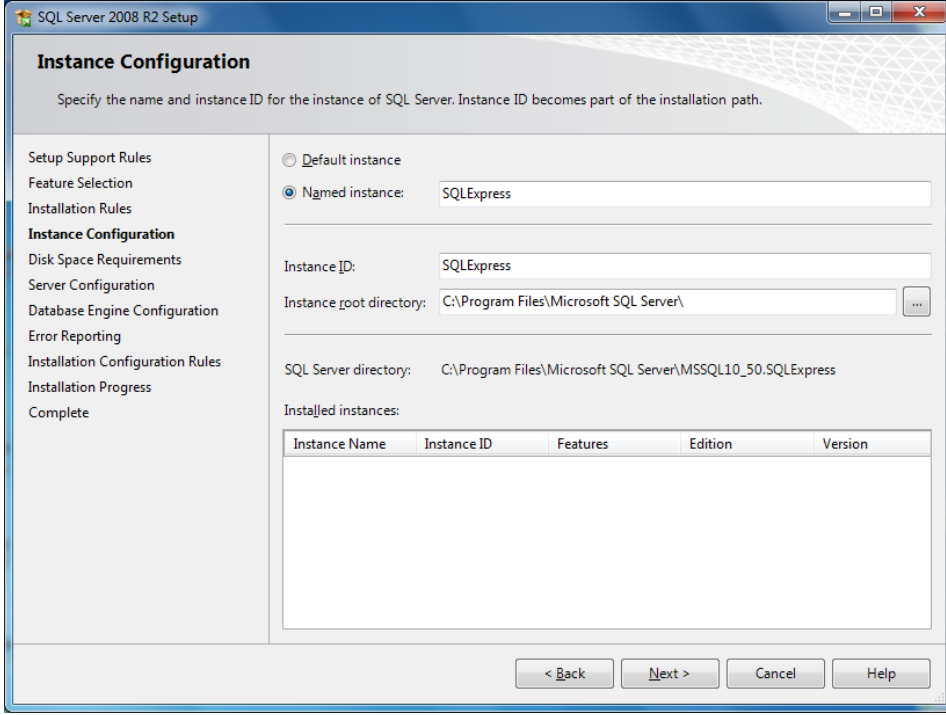 SQL Server 2008 R2 Setup
Instance Configuration
Specify the name and instance ID for the instance of SQL Server. Instance ID becomes part of the installation path.
Setup Support Rules
Feature Selection
Installation Rules
Instance Configuration
Disk Space Requirements
Server Configuration
Database Engine Configuration
Error Reporting
Installation Configuration Rules
Installation Progress
Complete
Default instance
Named instance: SQLExpress
Instance ID: SQLExpress
Instance root directory: C:\Program Files\Microsoft SQL Server\ ...
SQL Server directory: C:\Program Files\Microsoft SQL Server\MSSQL10_50.SQLExpress
Installed instances:
Instance Name Instance ID Features Edition Version
< Back Next > Cancel Help